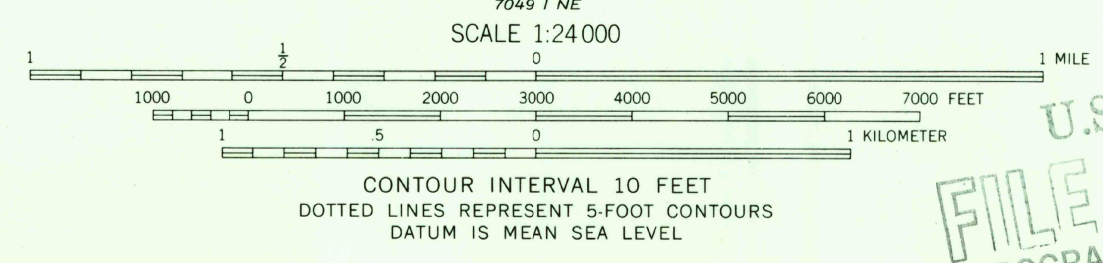 7049 I NE
SCALE 1:24 000
1 1/2 0 1 MILE
1000 0 1000 2000 3000 4000 5000 6000 7000 FEET
1 .5 0 1 KILOMETER
CONTOUR INTERVAL 10 FEET
DOTTED LINES REPRESENT 5-FOOT CONTOURS
DATUM IS MEAN SEA LEVEL
U.S
FILE